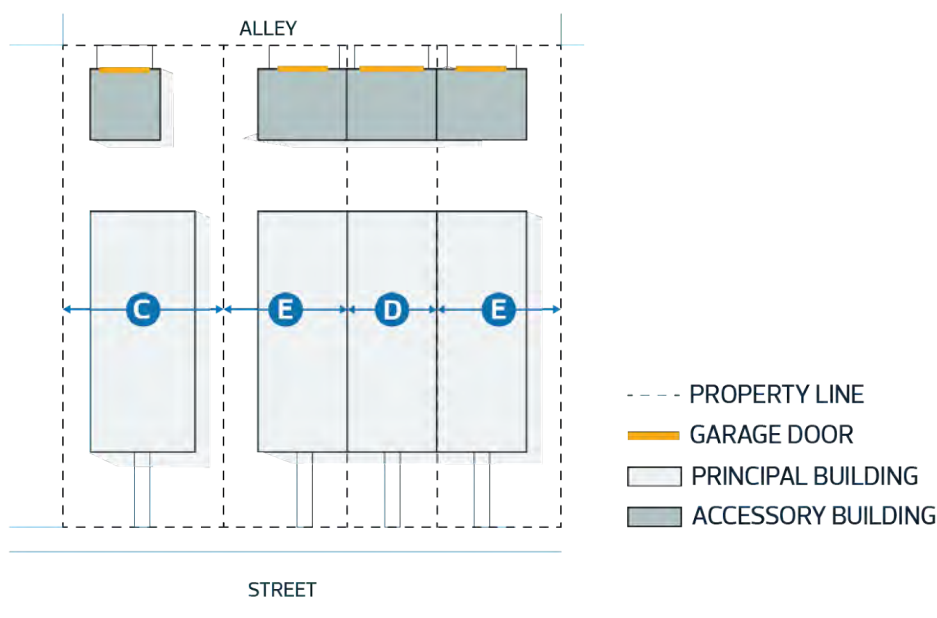 ALLEY
C
E
D
E
PROPERTY LINE
GARAGE DOOR
PRINCIPAL BUILDING
ACCESSORY BUILDING
STREET